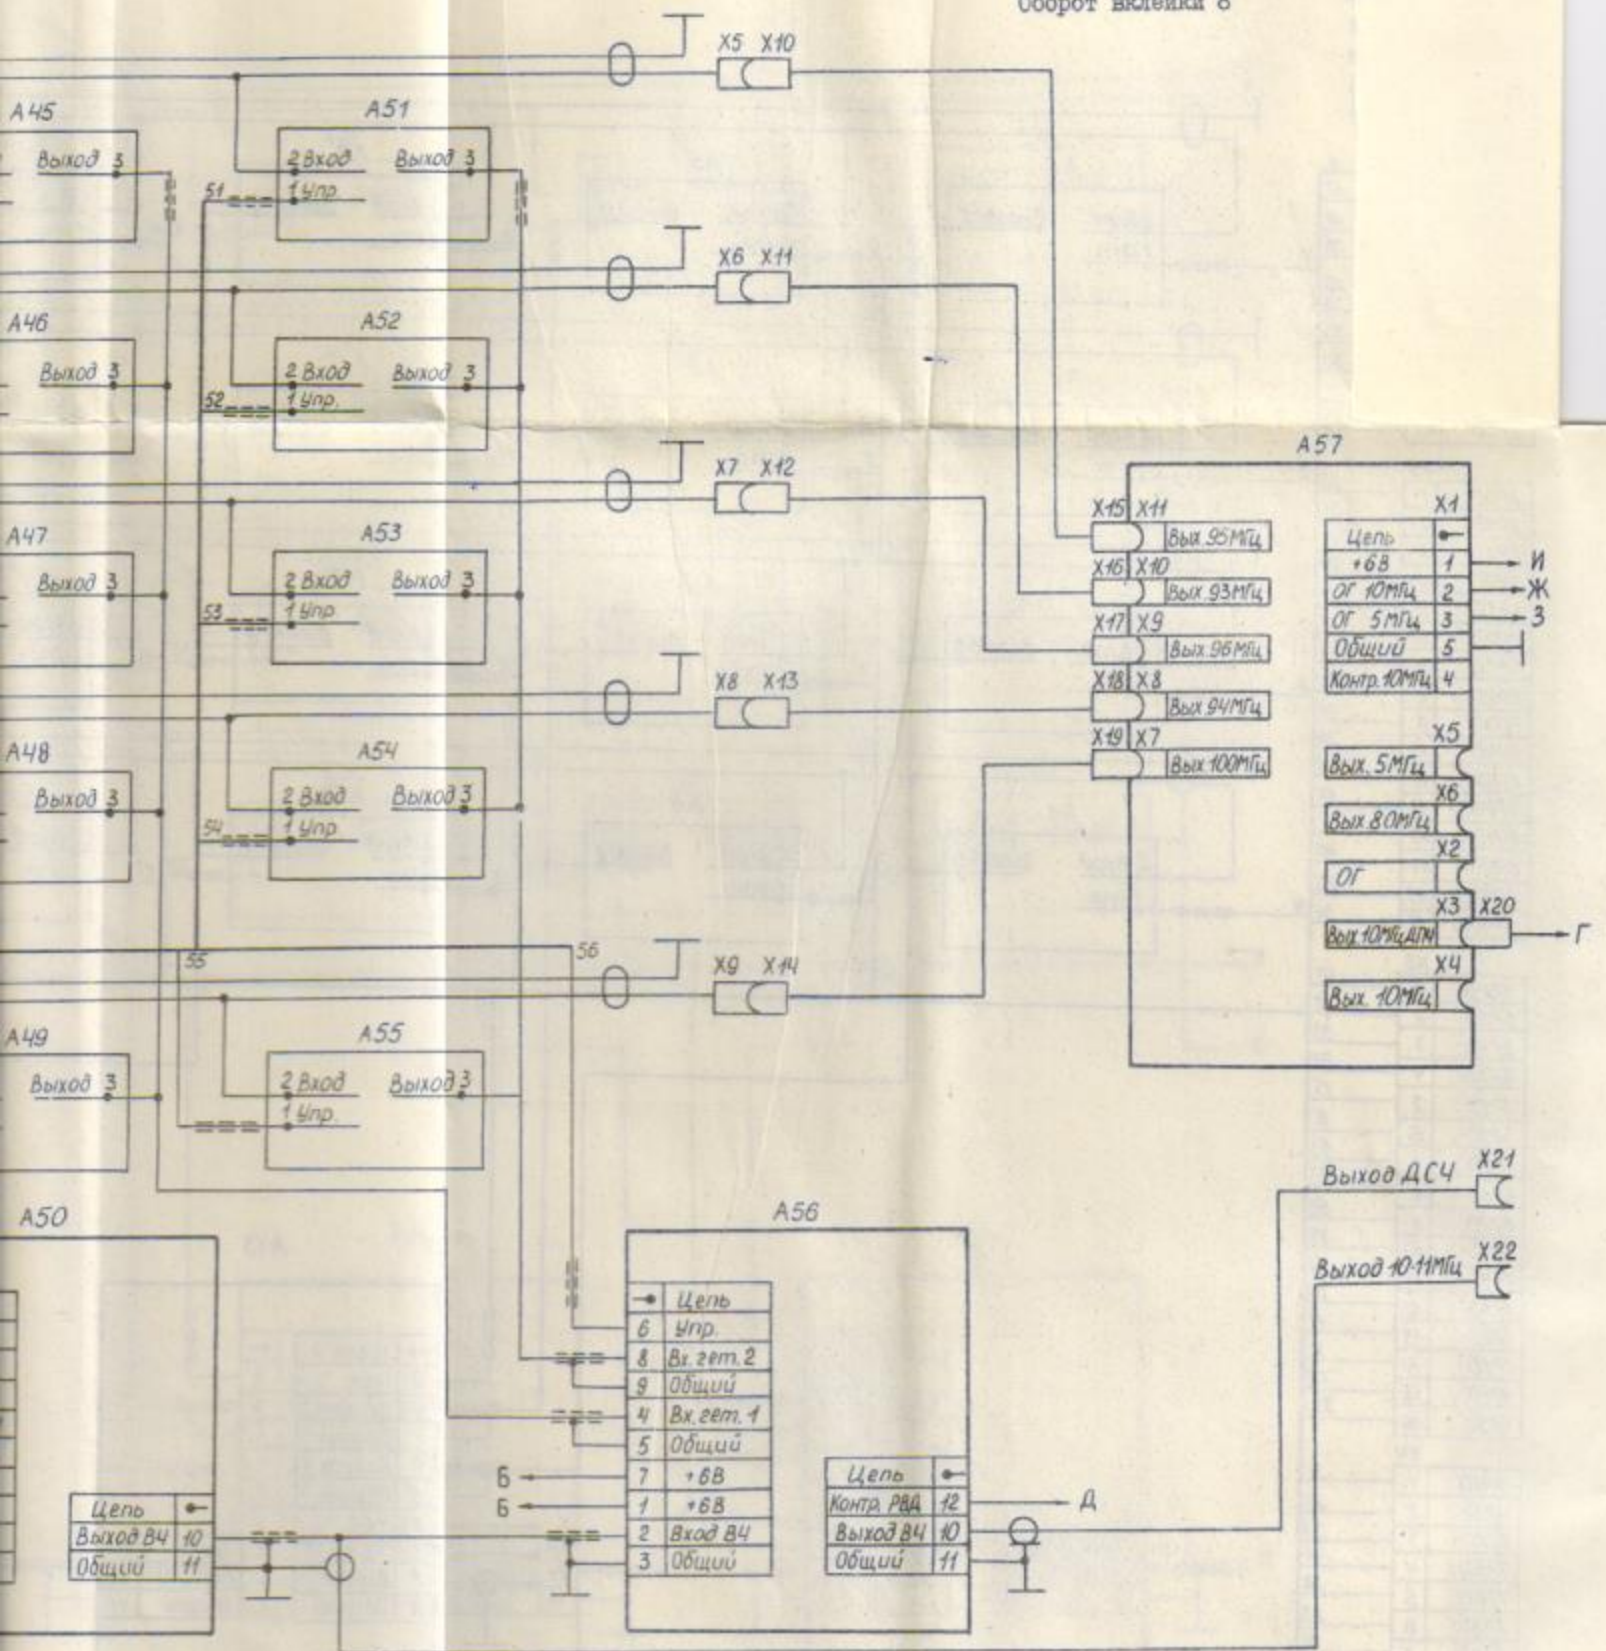 Оборот вклейки 6
X5 X10
A45
Выход 3
A51
2 Вход Выход 3
51
1 Упр.
X6 X11
A46
Выход 3
A52
2 Вход Выход 3
52
1 Упр.
X7 X12
A47
Выход 3
A53
2 Вход Выход 3
53
1 Упр
X8 X13
A48
Выход 3
A54
2 Вход Выход 3
54
1 Упр
55
56
X9 X14
A49
Выход 3
A55
2 Вход Выход 3
1 Упр.
A57
X15 X11
Вых.95МГц
X16 X10
Вых.93МГц
X17 X9
Вых.96МГц
X18 X8
Вых.94МГц
X19 X7
Вых.100МГц
X1
Цепь
+6В 1 И
ОГ 10МГц 2 Ж
ОГ 5МГц 3 З
Общий 5
Контр.10МГц 4
X5
Вых. 5МГц
X6
Вых.80МГц
X2
ОГ
X3 X20
Вых.10МГцДПЧ Г
X4
Вых. 10МГц
Выход ДСЧ X21
Выход 10-11МГц X22
A50
Цепь
Выход ВЧ 10
Общий 11
A56
Цепь
6 Упр.
8 Вх. гет. 2
9 Общий
4 Вх. гет. 1
5 Общий
Б 7 +6В
Б 1 +6В
2 Вход ВЧ
3 Общий
Цепь
Контр. РВД 12 Д
Выход ВЧ 10
Общий 11